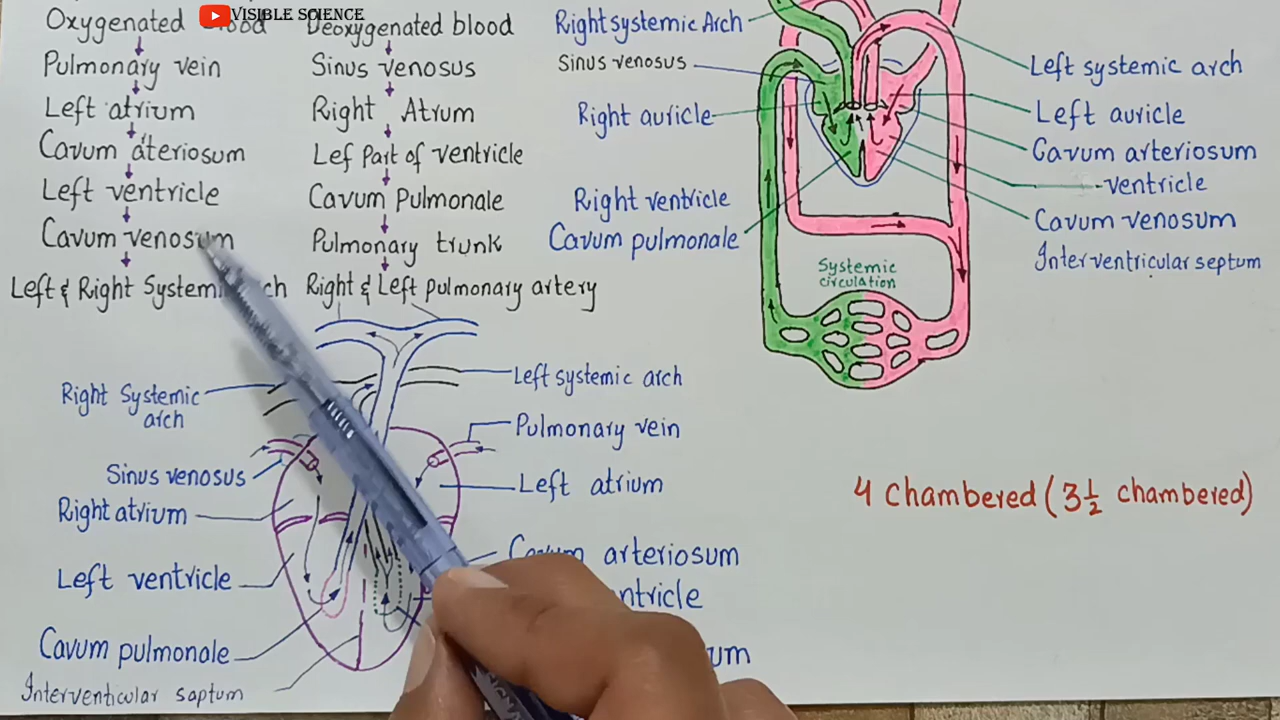 VISIBLE SCIENCE
Oxygenated blood
Pulmonary vein
Left atrium
Cavum ateriosum
Left ventricle
Cavum venosum
Left & Right System ch
Deoxygenated blood
Sinus venosus
Right Atrum
Lef Part of ventricle
Cavum Pulmonale
Pulmonary trunk
Right & Left pulmonary artery
Right systemic Arch
Sinus venosus
Right auricle
Right ventricle
Cavum pulmonale
Systemic
circulation
Left systemic arch
Left auricle
Cavum arteriosum
ventricle
Cavum venosum
Interventricular septum
Right Systemic
arch
Sinus venosus
Right atrium
Left ventricle
Cavum pulmonale
Interventicular saptum
Left systemic arch
Pulmonary vein
Left atrium
Cavum arteriosum
ntricle
um
4 Chambered (3½ chambered)